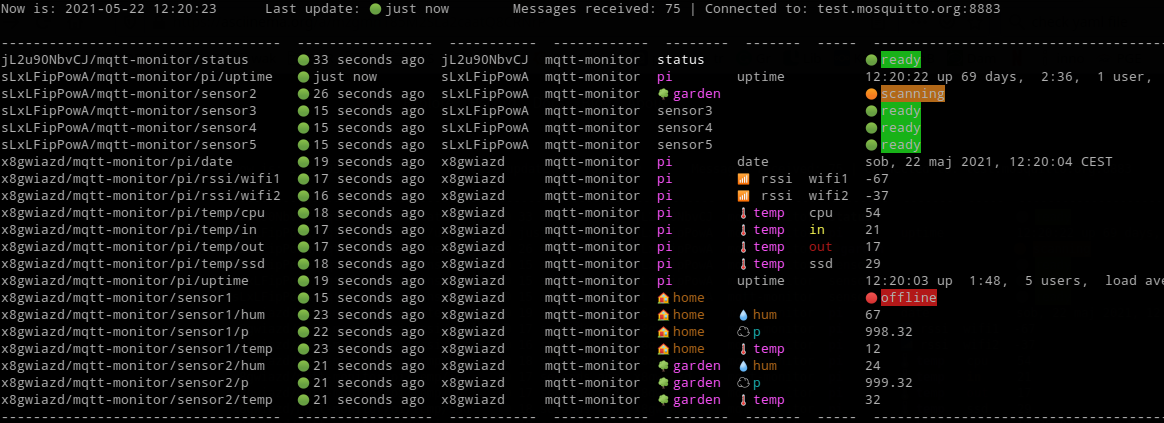 Now is: 2021-05-22 12:20:23 Last update: just now Messages received: 75 | Connected to: test.mosquitto.org:8883
jL2u90NbvCJ/mqtt-monitor/status 33 seconds ago jL2u90NbvCJ mqtt-monitor status ready
sLxLFipPowA/mqtt-monitor/pi/uptime just now sLxLFipPowA mqtt-monitor pi uptime 12:20:22 up 69 days, 2:36, 1 user,
sLxLFipPowA/mqtt-monitor/sensor2 26 seconds ago sLxLFipPowA mqtt-monitor garden scanning
sLxLFipPowA/mqtt-monitor/sensor3 15 seconds ago sLxLFipPowA mqtt-monitor sensor3 ready
sLxLFipPowA/mqtt-monitor/sensor4 15 seconds ago sLxLFipPowA mqtt-monitor sensor4 ready
sLxLFipPowA/mqtt-monitor/sensor5 15 seconds ago sLxLFipPowA mqtt-monitor sensor5 ready
x8gwiazd/mqtt-monitor/pi/date 19 seconds ago x8gwiazd mqtt-monitor pi date sob, 22 maj 2021, 12:20:04 CEST
x8gwiazd/mqtt-monitor/pi/rssi/wifi1 17 seconds ago x8gwiazd mqtt-monitor pi rssi wifi1 -67
x8gwiazd/mqtt-monitor/pi/rssi/wifi2 16 seconds ago x8gwiazd mqtt-monitor pi rssi wifi2 -37
x8gwiazd/mqtt-monitor/pi/temp/cpu 18 seconds ago x8gwiazd mqtt-monitor pi temp cpu 54
x8gwiazd/mqtt-monitor/pi/temp/in 17 seconds ago x8gwiazd mqtt-monitor pi temp in 21
x8gwiazd/mqtt-monitor/pi/temp/out 17 seconds ago x8gwiazd mqtt-monitor pi temp out 17
x8gwiazd/mqtt-monitor/pi/temp/ssd 18 seconds ago x8gwiazd mqtt-monitor pi temp ssd 29
x8gwiazd/mqtt-monitor/pi/uptime 19 seconds ago x8gwiazd mqtt-monitor pi uptime 12:20:03 up 1:48, 5 users, load ave
x8gwiazd/mqtt-monitor/sensor1 15 seconds ago x8gwiazd mqtt-monitor home offline
x8gwiazd/mqtt-monitor/sensor1/hum 23 seconds ago x8gwiazd mqtt-monitor home hum 67
x8gwiazd/mqtt-monitor/sensor1/p 22 seconds ago x8gwiazd mqtt-monitor home p 998.32
x8gwiazd/mqtt-monitor/sensor1/temp 23 seconds ago x8gwiazd mqtt-monitor home temp 12
x8gwiazd/mqtt-monitor/sensor2/hum 21 seconds ago x8gwiazd mqtt-monitor garden hum 24
x8gwiazd/mqtt-monitor/sensor2/p 21 seconds ago x8gwiazd mqtt-monitor garden p 999.32
x8gwiazd/mqtt-monitor/sensor2/temp 21 seconds ago x8gwiazd mqtt-monitor garden temp 32